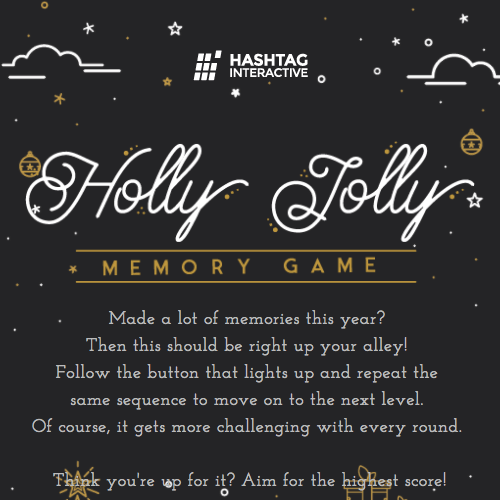 HASHTAG
INTERACTIVE
Holly Jolly
MEMORY GAME
Made a lot of memories this year?
Then this should be right up your alley!
Follow the button that lights up and repeat the
same sequence to move on to the next level.
Of course, it gets more challenging with every round.
Think you're up for it? Aim for the highest score!